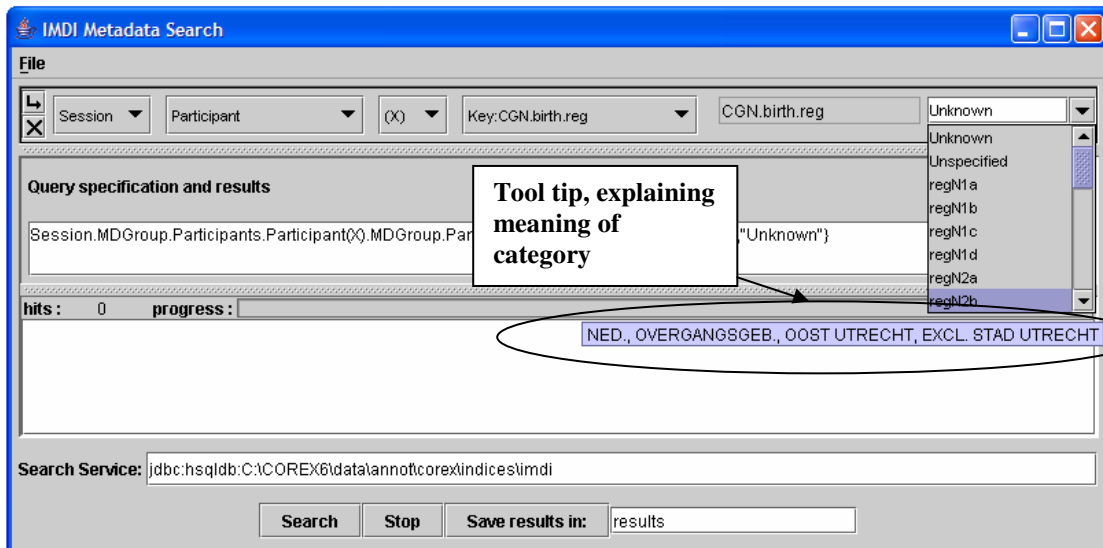 IMDI Metadata Search
File
Session Participant (X) Key:CGN.birth.reg CGN.birth.reg Unknown
Unknown
Unspecified
regN1a
regN1b
regN1c
regN1d
regN2a
regN2b
Query specification and results
Tool tip, explaining
meaning of
category
Session.MDGroup.Participants.Participant(X).MDGroup.Par ,"Unknown"}
hits : 0 progress :
NED., OVERGANGSGEB., OOST UTRECHT, EXCL. STAD UTRECHT
Search Service: jdbc:hsqldb:C:\COREX6\data\annot\corex\indices\imdi
Search Stop Save results in: results